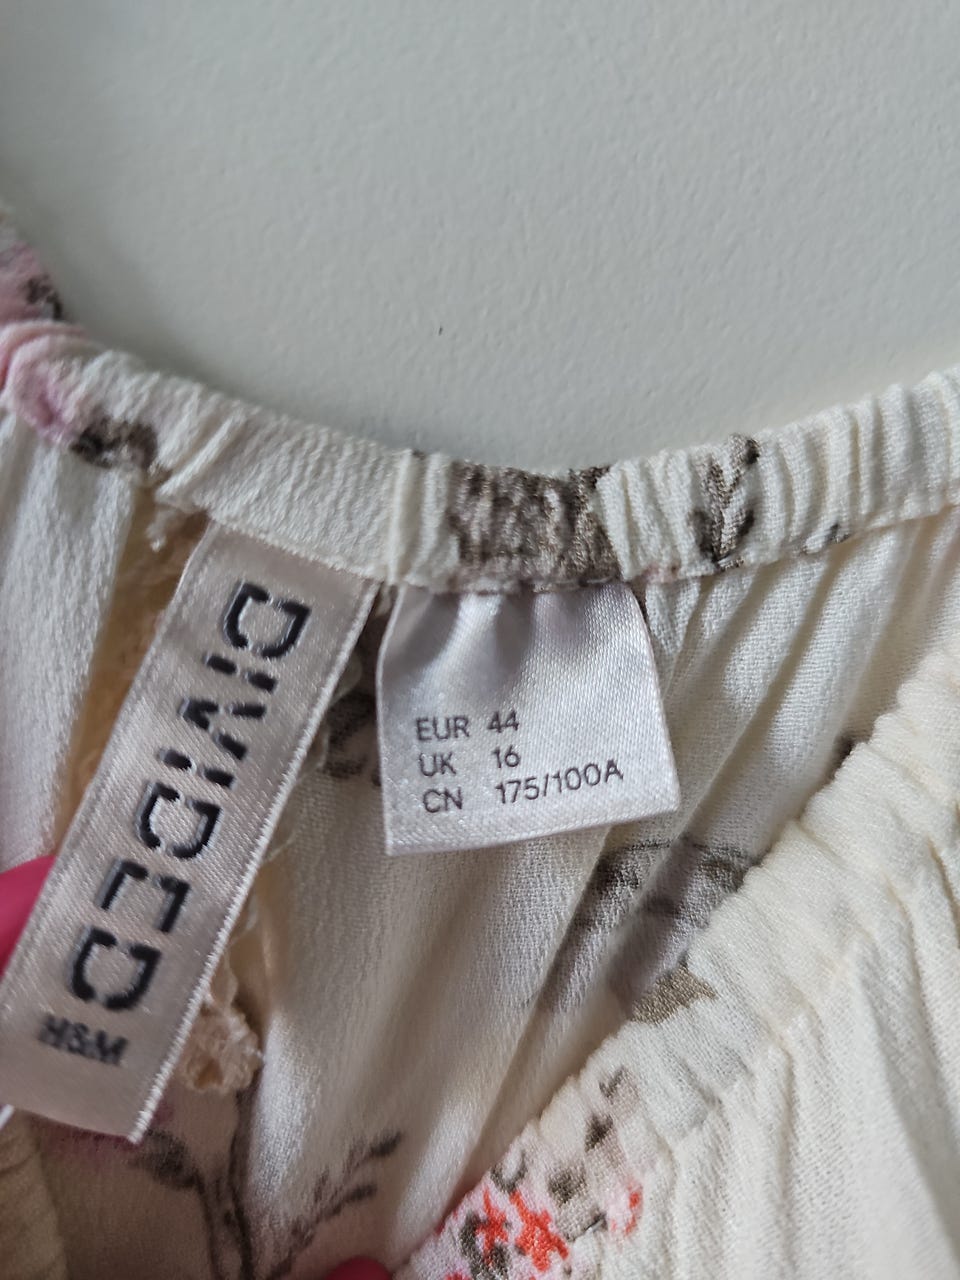 DIVIDED
H&M
EUR 44
UK 16
CN 175/100A